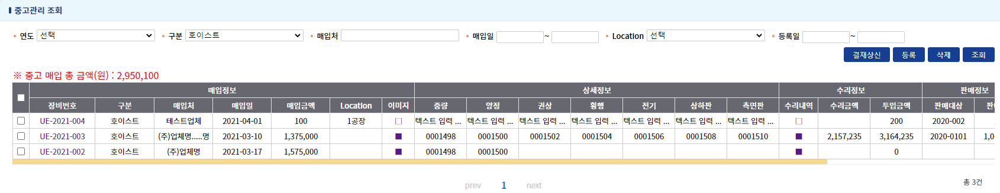 중고관리 조회
연도 선택 구분 호이스트 매입처 매입일 ~ Location 선택 등록일 ~
결재상신 등록 삭제 조회
※ 중고 매입 총 금액(원) : 2,950,100
매입정보 상세정보 수리정보 판매정보
장비번호 구분 매입처 매입일 매입금액 Location 이미지 중량 양정 권상 횡행 전기 상하판 측면판 수리내역 수리금액 투입금액 판매대상
UE-2021-004 호이스트 테스트업체 2021-04-01 100 1공장 □ 텍스트 입력 ... 텍스트 입력 ... 텍스트 입력 ... 텍스트 입력 ... 텍스트 입력 ... 텍스트 입력 ... 텍스트 입력 ... □ 200 2020-002
UE-2021-003 호이스트 (주)업체명.....명 2021-03-10 1,375,000 ■ 0001498 0001500 0001502 0001504 0001506 0001508 0001510 ■ 2,157,235 3,164,235 2020-0101
UE-2021-002 호이스트 (주)업체명 2021-03-17 1,575,000 ■ 0001498 0001500 ■ 0
prev 1 next
총 3건